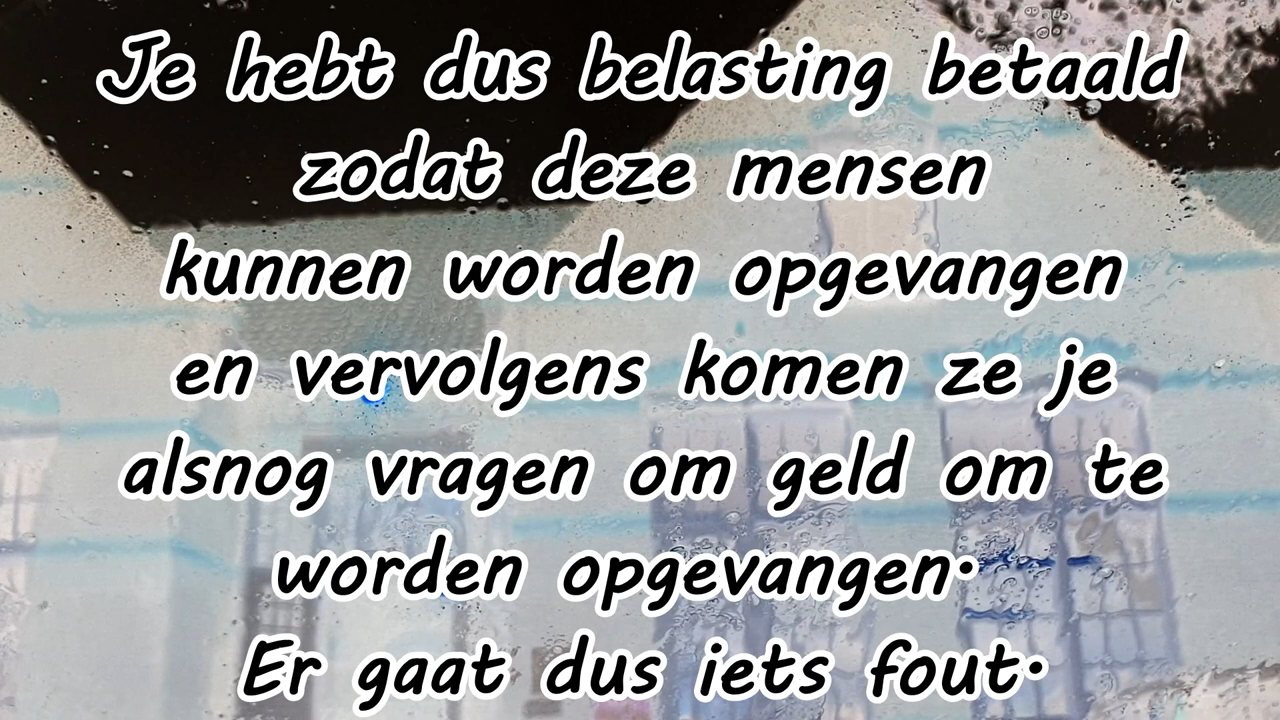 Je hebt dus belasting betaald
zodat deze mensen
kunnen worden opgevangen
en vervolgens komen ze je
alsnog vragen om geld om te
worden opgevangen.
Er gaat dus iets fout.